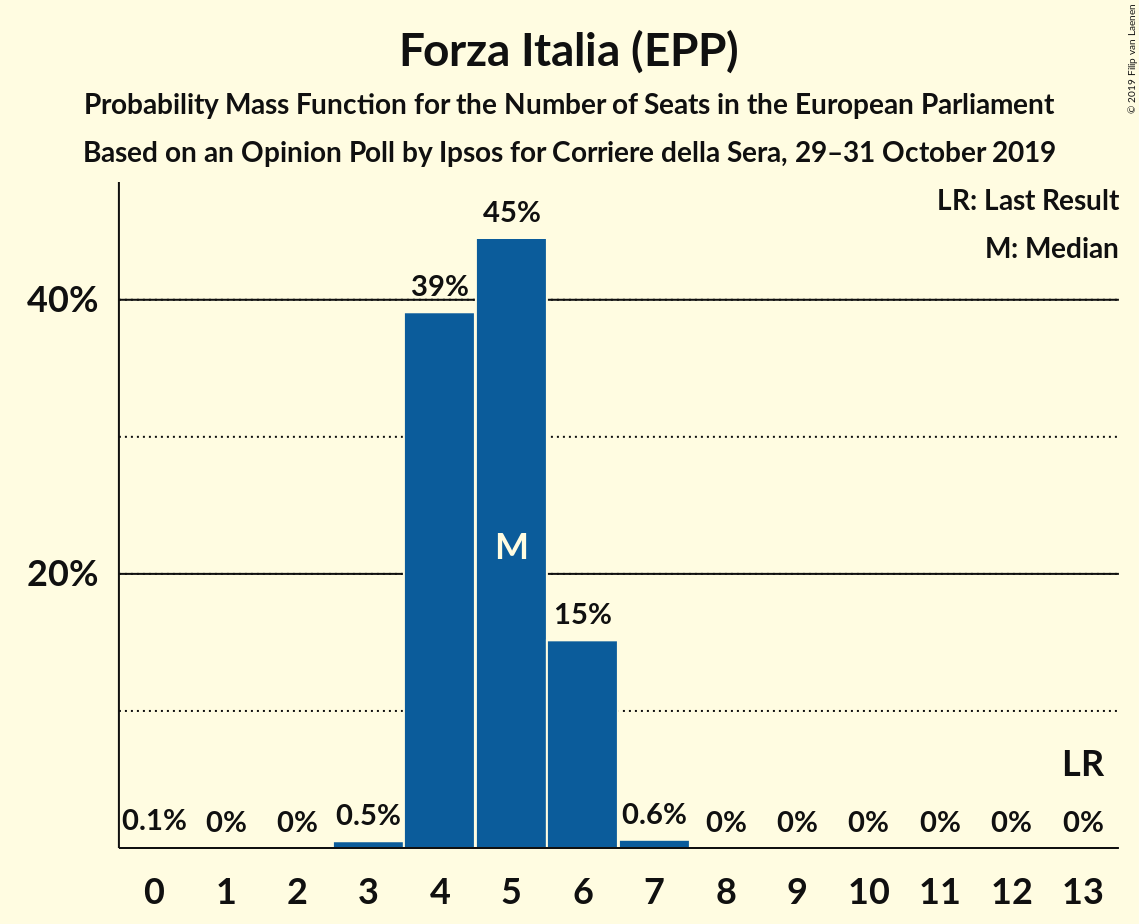 Forza Italia (EPP)
Probability Mass Function for the Number of Seats in the European Parliament
Based on an Opinion Poll by Ipsos for Corriere della Sera, 29–31 October 2019
© 2019 Filip van Laenen
LR: Last Result
M: Median
45%
39%
40%
M
20%
15%
LR
0.1% 0% 0% 0.5% 0.6% 0% 0% 0% 0% 0% 0%
0 1 2 3 4 5 6 7 8 9 10 11 12 13